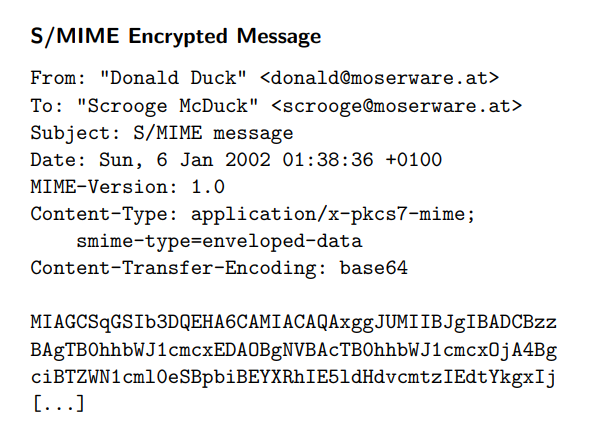 S/MIME Encrypted Message
From: "Donald Duck" <donald@moserware.at>
To: "Scrooge McDuck" <scrooge@moserware.at>
Subject: S/MIME message
Date: Sun, 6 Jan 2002 01:38:36 +0100
MIME-Version: 1.0
Content-Type: application/x-pkcs7-mime;
smime-type=enveloped-data
Content-Transfer-Encoding: base64
MIAGCSqGSIb3DQEHA6CAMIACAQAxggJUMIIBJgIBADCBzz
BAgTB0hhbWJ1cmcxEDAOBgNVBAcTB0hhbWJ1cmcxOjA4Bg
ciBTZWN1cml0eSBpbiBEYXRhIE5ldHdvcmtzIEdtYkgxIj
[...]